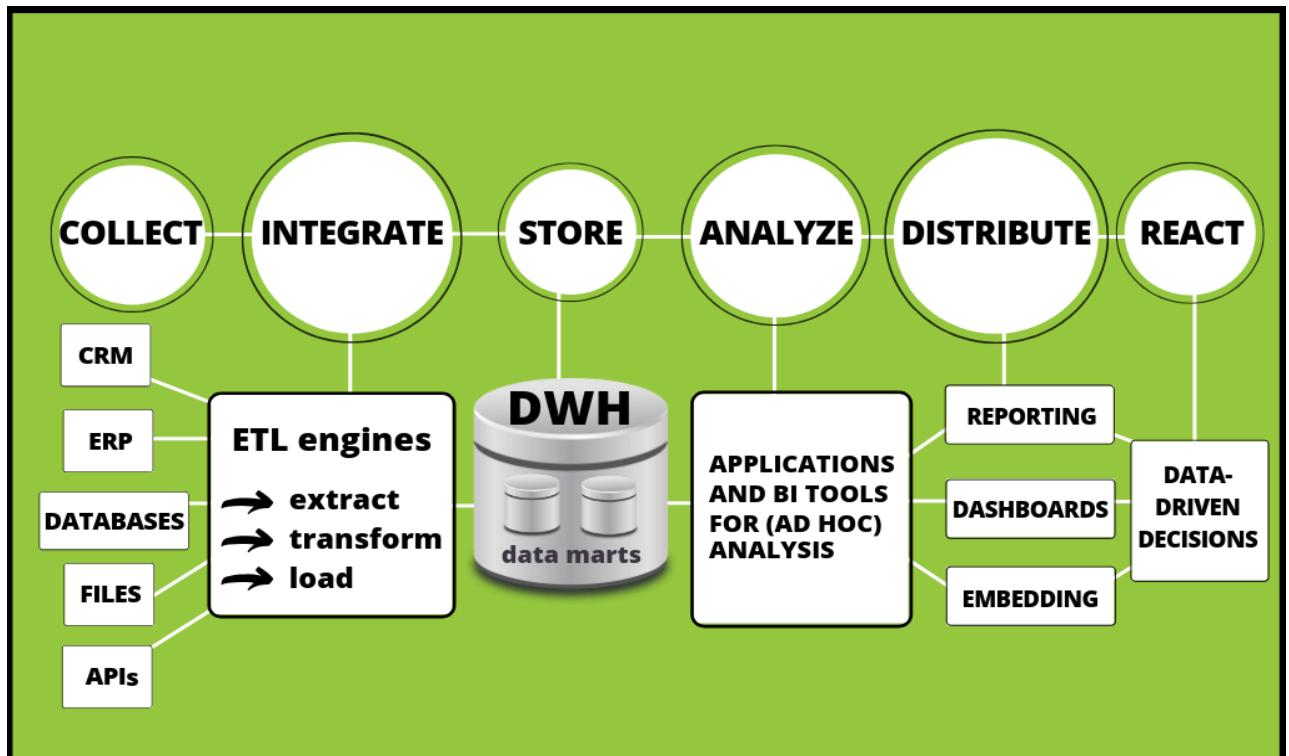 COLLECT
INTEGRATE
STORE
ANALYZE
DISTRIBUTE
REACT
CRM
ERP
DATABASES
FILES
APIs
ETL engines
extract
transform
load
DWH
data marts
APPLICATIONS
AND BI TOOLS
FOR (AD HOC)
ANALYSIS
REPORTING
DASHBOARDS
EMBEDDING
DATA-
DRIVEN
DECISIONS